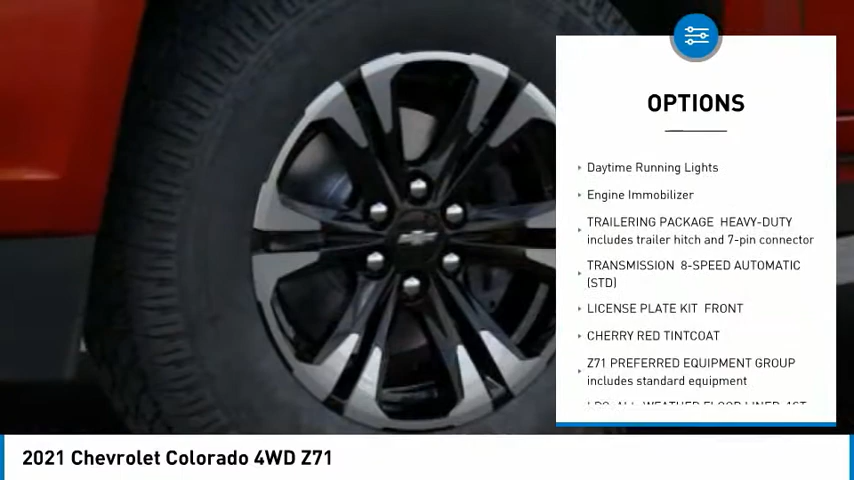 OPTIONS
Daytime Running Lights
Engine Immobilizer
TRAILERING PACKAGE HEAVY-DUTY
includes trailer hitch and 7-pin connector
TRANSMISSION 8-SPEED AUTOMATIC
(STD)
LICENSE PLATE KIT FRONT
CHERRY RED TINTCOAT
Z71 PREFERRED EQUIPMENT GROUP
includes standard equipment
2021 Chevrolet Colorado 4WD Z71